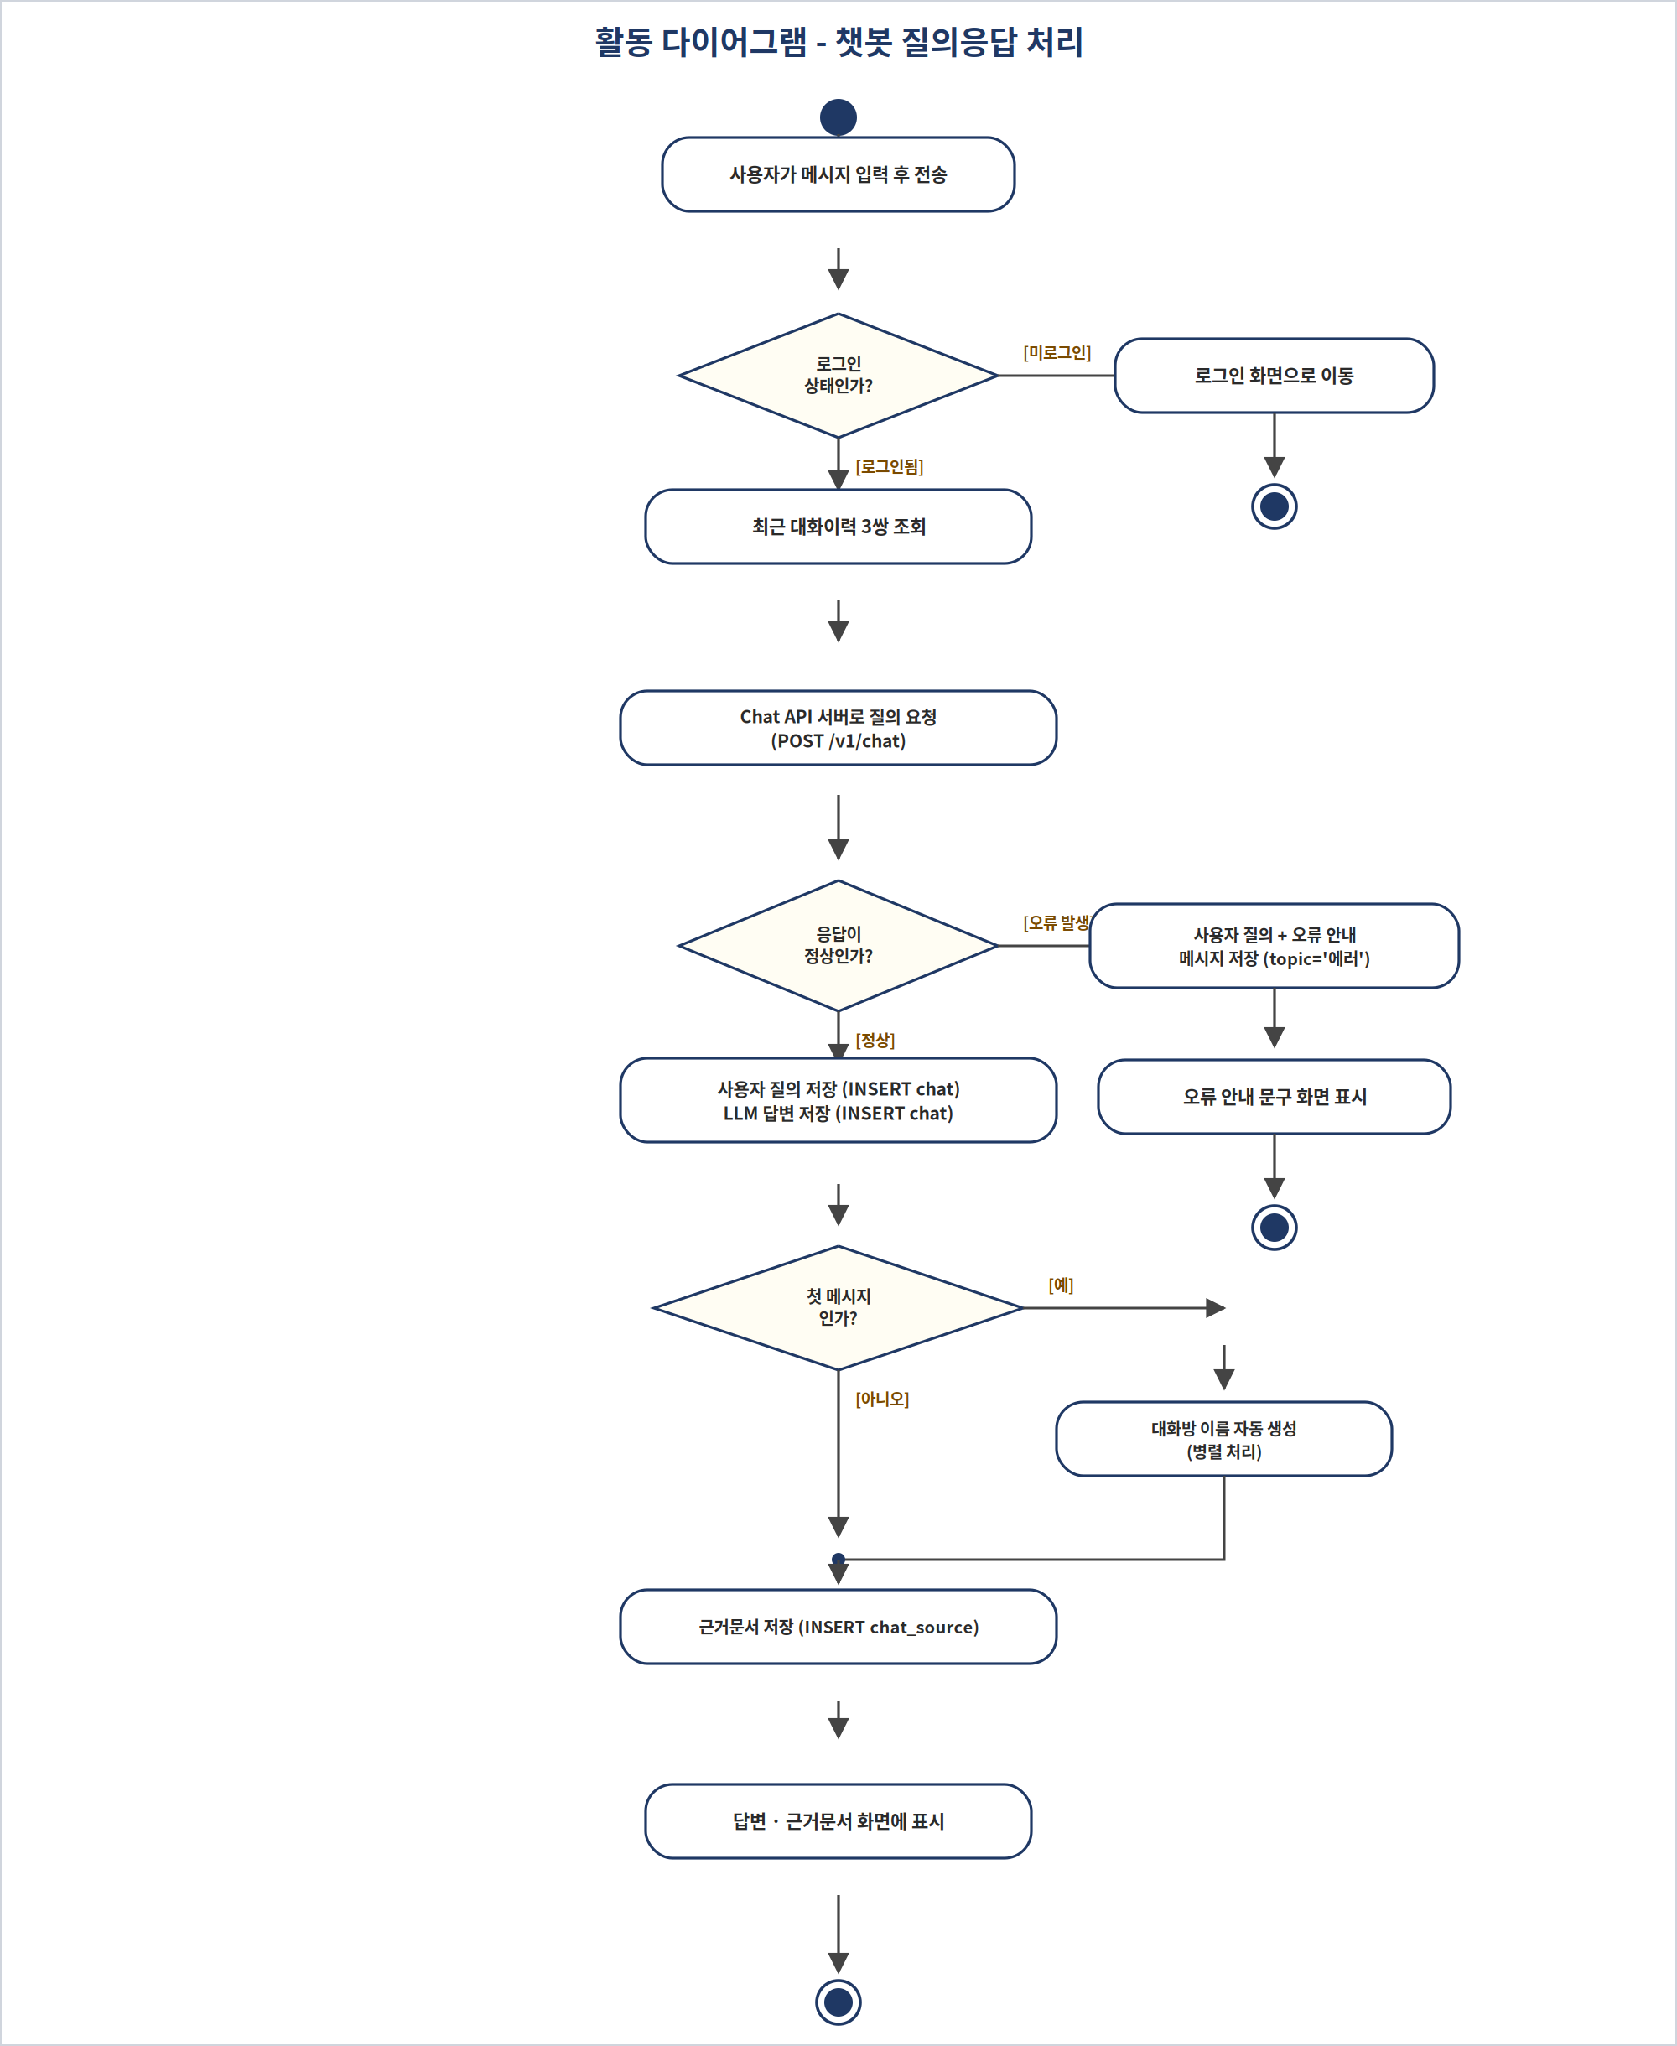 활동 다이어그램 - 챗봇 질의응답 처리
사용자가 메시지 입력 후 전송
로그인
상태인가?
[미로그인]
로그인 화면으로 이동
[로그인됨]
최근 대화이력 3쌍 조회
Chat API 서버로 질의 요청
(POST /v1/chat)
응답이
정상인가?
[오류 발생
사용자 질의 + 오류 안내
메시지 저장 (topic='에러')
[정상]
사용자 질의 저장 (INSERT chat)
LLM 답변 저장 (INSERT chat)
오류 안내 문구 화면 표시
첫 메시지
인가?
[예]
[아니오]
대화방 이름 자동 생성
(병렬 처리)
근거문서 저장 (INSERT chat_source)
답변 · 근거문서 화면에 표시